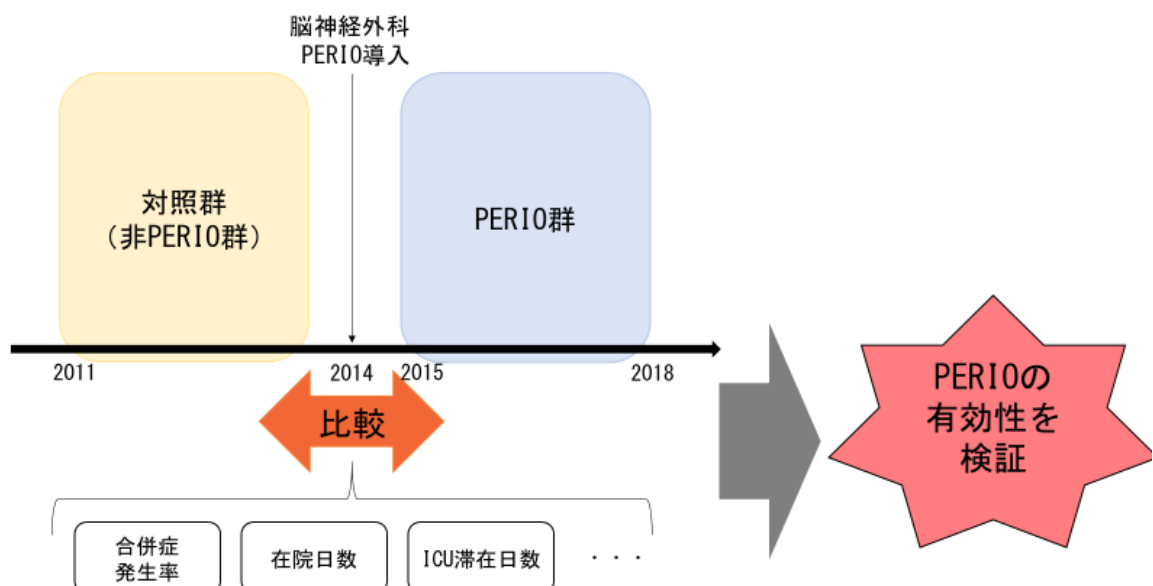 脳神経外科
PERIO導入
対照群
（非PERIO群）
PERIO群
2011
2014
2015
2018
比較
PERIOの
有効性を
検証
合併症
発生率
在院日数
ICU滞在日数
・・・